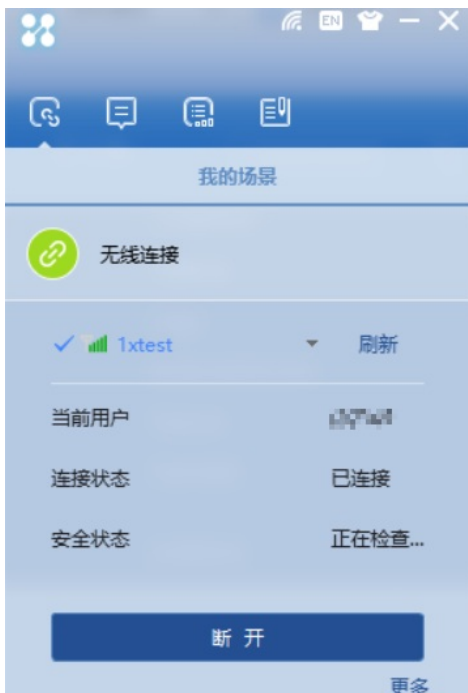 EN
我的场景
无线连接
1xtest 刷新
当前用户
连接状态 已连接
安全状态 正在检查...
断 开
更多